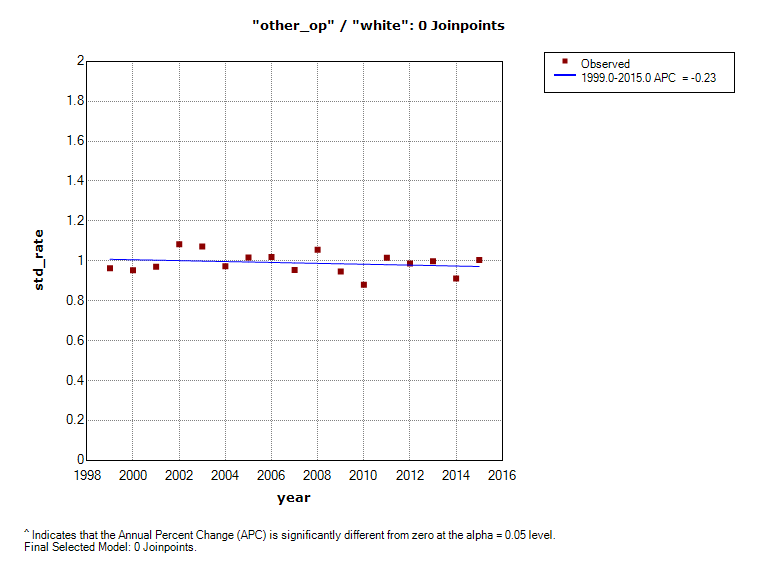 "other_op" / "white": 0 Joinpoints
Observed
1999.0-2015.0 APC  = -0.23
2
1.8
1.6
1.4
1.2
1
0.8
0.6
0.4
0.2
0
std_rate
1998 2000 2002 2004 2006 2008 2010 2012 2014 2016
year
^ Indicates that the Annual Percent Change (APC) is significantly different from zero at the alpha = 0.05 level.
Final Selected Model: 0 Joinpoints.